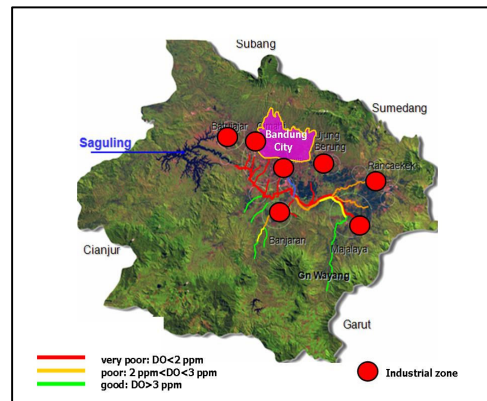 Subang
Sumedang
Bandung
City
Ujung
Berung
Saguling
Rancaekek
Cianjur
Banjaran
Majalaya
Gn Wayang
Garut
very poor: DO<2 ppm
poor: 2 ppm<DO<3 ppm
good: DO>3 ppm
Industrial zone